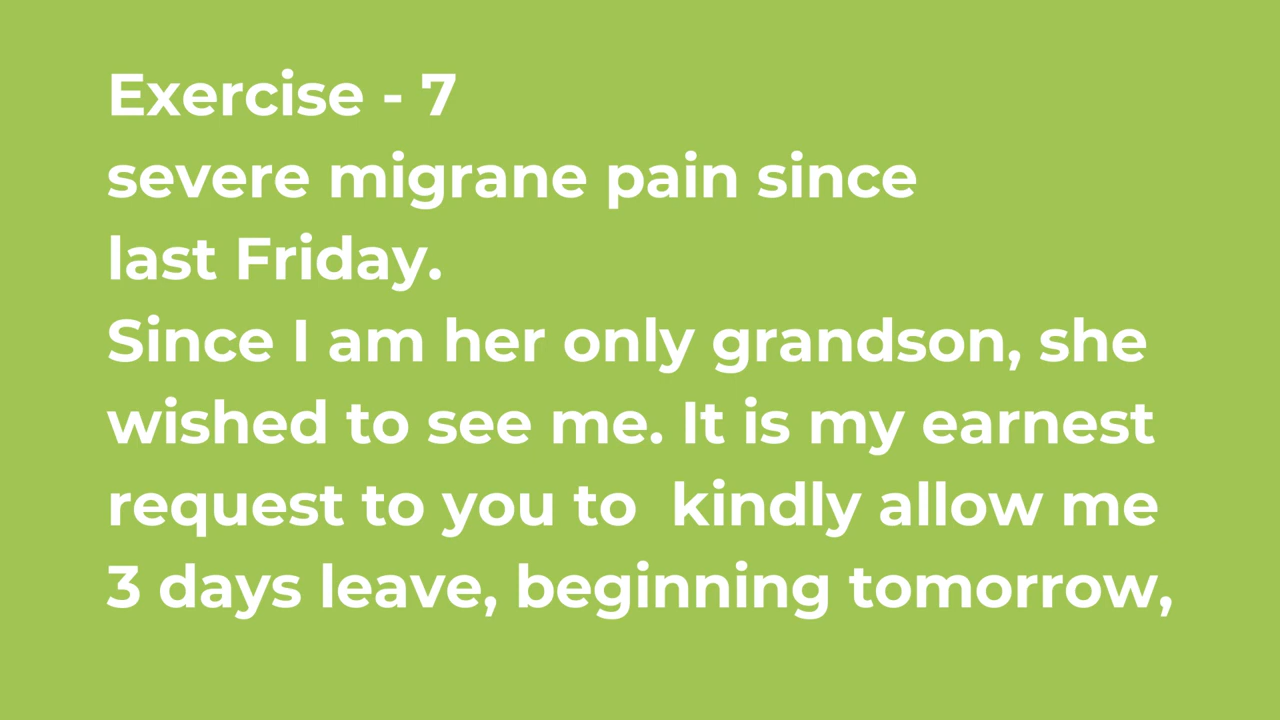 Exercise - 7
severe migrane pain since
last Friday.
Since I am her only grandson, she
wished to see me. It is my earnest
request to you to  kindly allow me
3 days leave, beginning tomorrow,